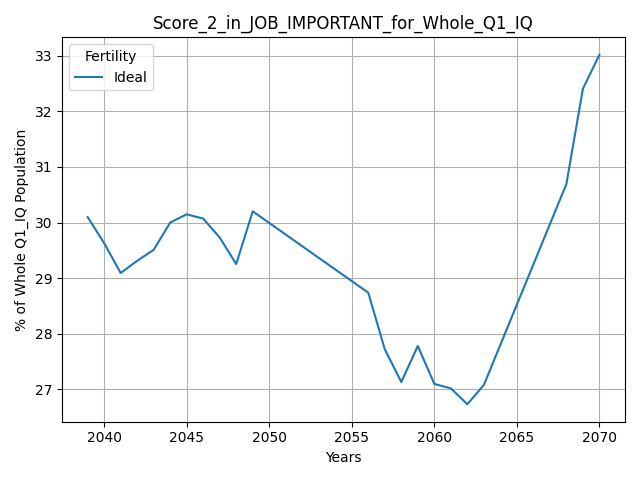 Score_2_in_JOB_IMPORTANT_for_Whole_Q1_IQ
Fertility
Ideal
% of Whole Q1_IQ Population
33
32
31
30
29
28
27
2040
2045
2050
2055
2060
2065
2070
Years